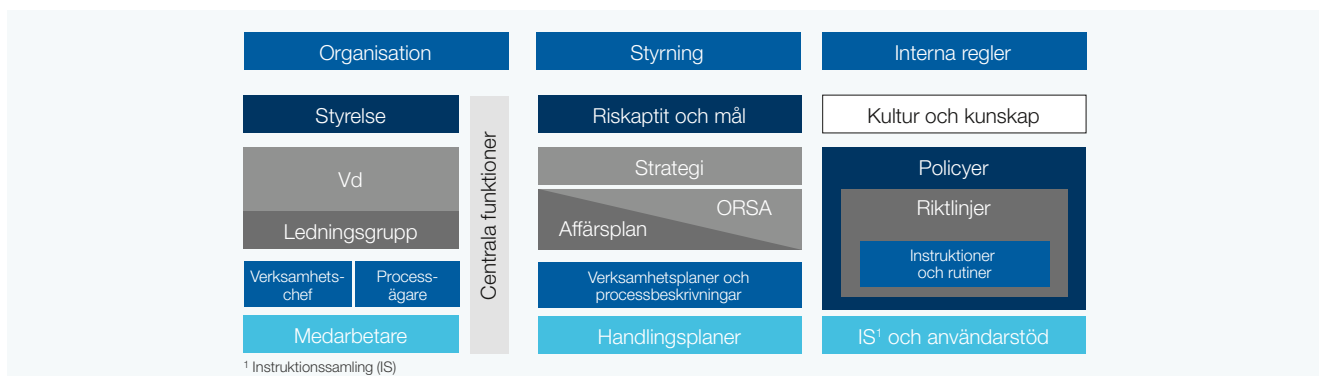 Organisation
Styrning
Interna regler
Styrelse
Vd
Ledningsgrupp
Verksamhets-
chef
Process-
ägare
Medarbetare
Centrala funktioner
Riskaptit och mål
Strategi
ORSA
Affärsplan
Verksamhetsplaner och
processbeskrivningar
Handlingsplaner
Kultur och kunskap
Policyer
Riktlinjer
Instruktioner
och rutiner
IS¹ och användarstöd
¹ Instruktionssamling (IS)